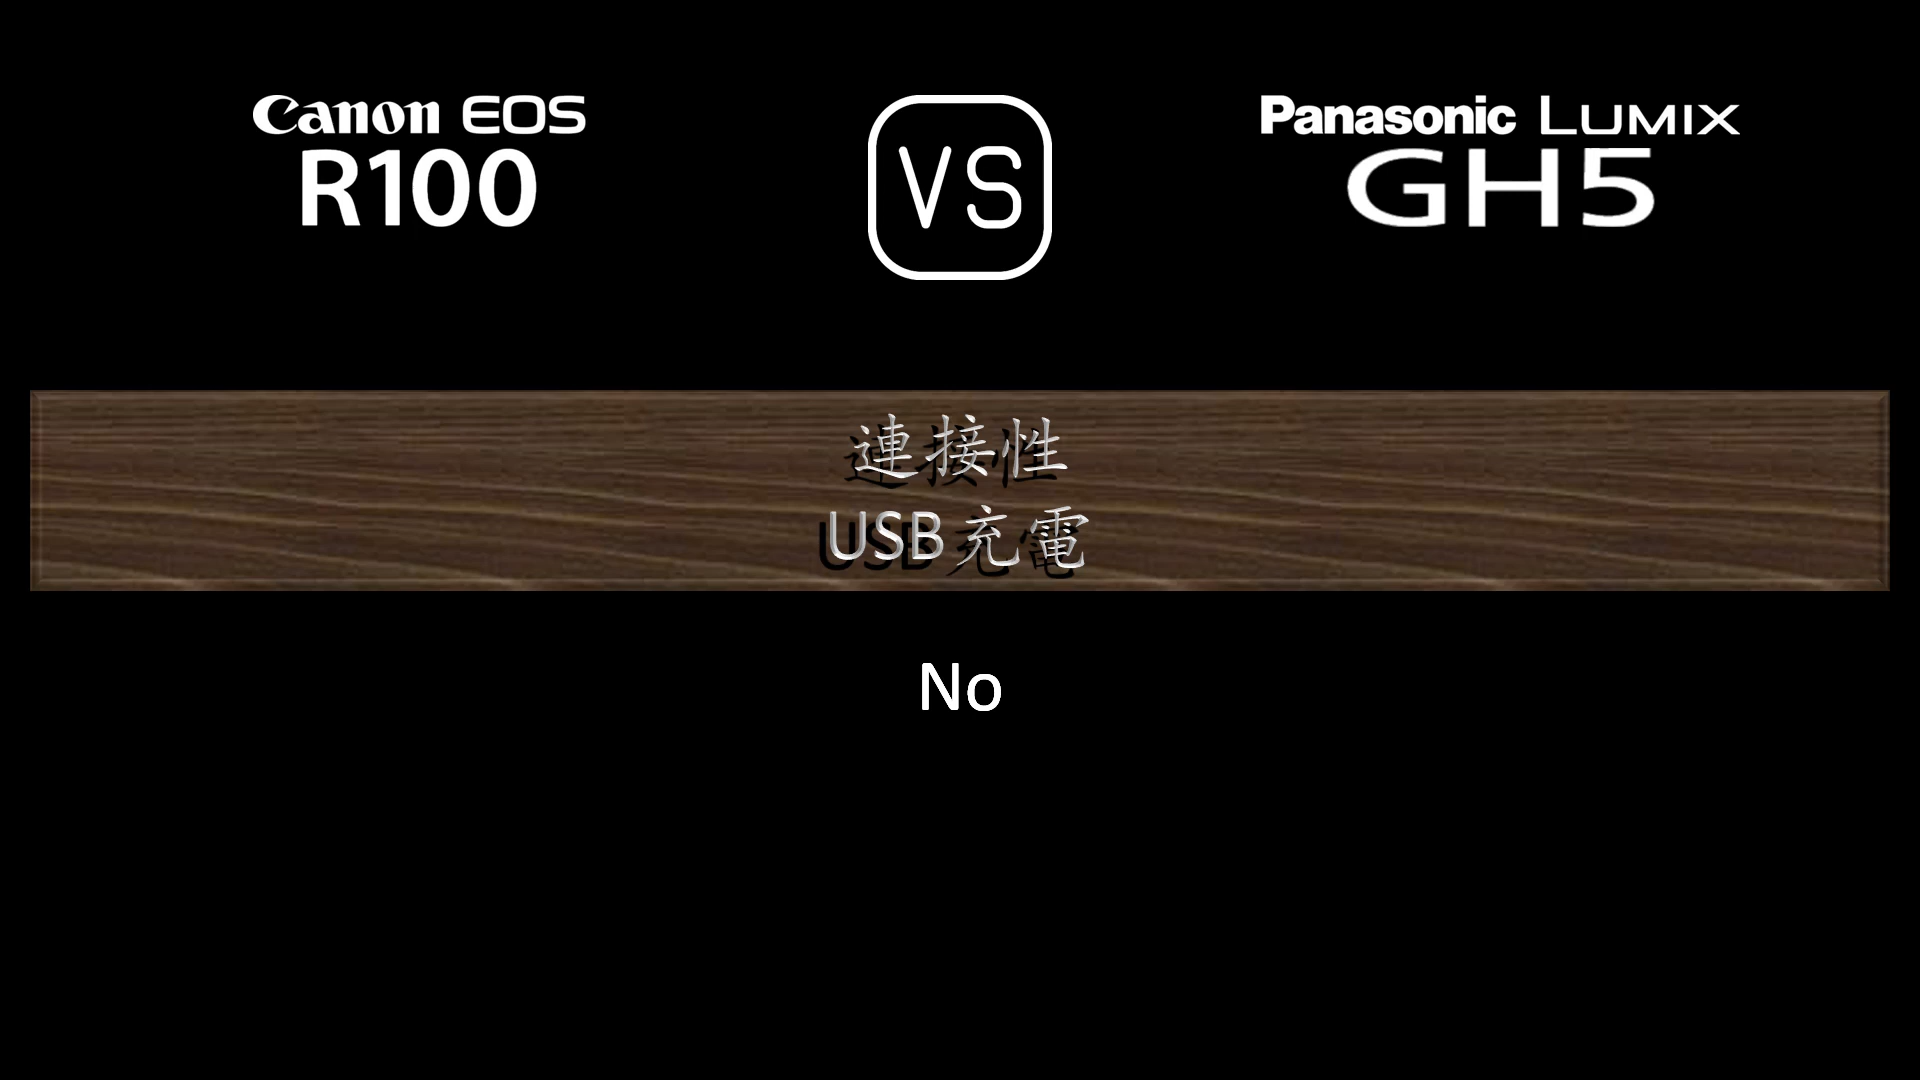 Canon EOS
R100
VS
Panasonic LUMIX
GH5
連接性
USB 充電
No